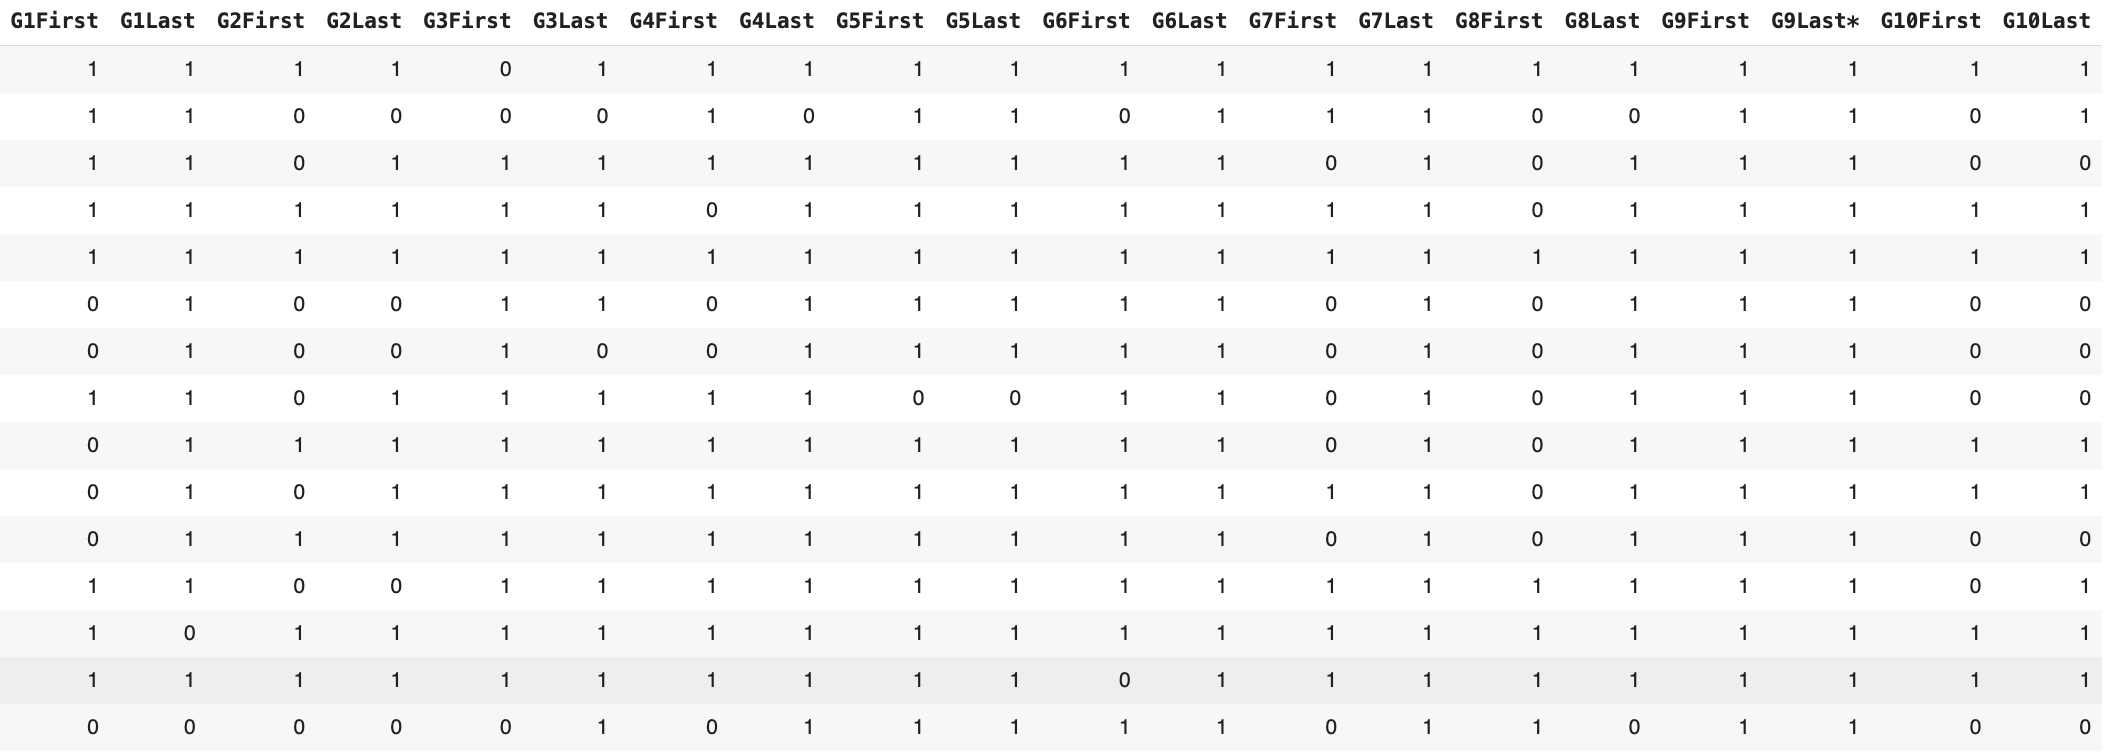 G1First G1Last G2First G2Last G3First G3Last G4First G4Last G5First G5Last G6First G6Last G7First G7Last G8First G8Last G9First G9Last* G10First G10Last
1 1 1 1 0 1 1 1 1 1 1 1 1 1 1 1 1 1 1 1
1 1 0 0 0 0 1 0 1 1 0 1 1 1 0 0 1 1 0 1
1 1 0 1 1 1 1 1 1 1 1 1 0 1 0 1 1 1 0 0
1 1 1 1 1 1 0 1 1 1 1 1 1 1 0 1 1 1 1 1
1 1 1 1 1 1 1 1 1 1 1 1 1 1 1 1 1 1 1 1
0 1 0 0 1 1 0 1 1 1 1 1 0 1 0 1 1 1 0 0
0 1 0 0 1 0 0 1 1 1 1 1 0 1 0 1 1 1 0 0
1 1 0 1 1 1 1 1 0 0 1 1 0 1 0 1 1 1 0 0
0 1 1 1 1 1 1 1 1 1 1 1 0 1 0 1 1 1 1 1
0 1 0 1 1 1 1 1 1 1 1 1 1 1 0 1 1 1 1 1
0 1 1 1 1 1 1 1 1 1 1 1 0 1 0 1 1 1 0 0
1 1 0 0 1 1 1 1 1 1 1 1 1 1 1 1 1 1 0 1
1 0 1 1 1 1 1 1 1 1 1 1 1 1 1 1 1 1 1 1
1 1 1 1 1 1 1 1 1 1 0 1 1 1 1 1 1 1 1 1
0 0 0 0 0 1 0 1 1 1 1 1 0 1 1 0 1 1 0 0